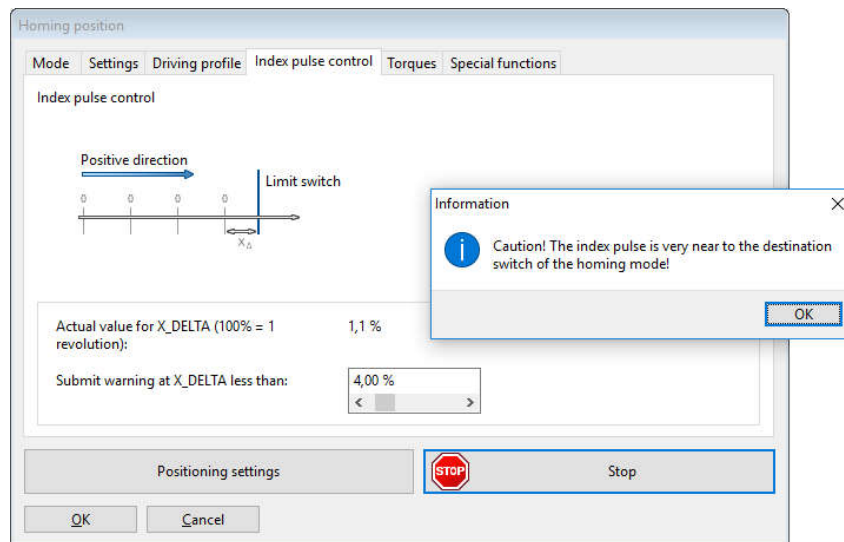 Homing position
Mode Settings Driving profile Index pulse control Torques Special functions
Index pulse control
Positive direction
Limit switch
0 0 0 0
X Δ
Information
Caution! The index pulse is very near to the destination
switch of the homing mode!
OK
Actual value for X_DELTA (100% = 1
revolution):
1,1 %
Submit warning at X_DELTA less than:
4,00 %
Positioning settings
STOP
Stop
OK
Cancel